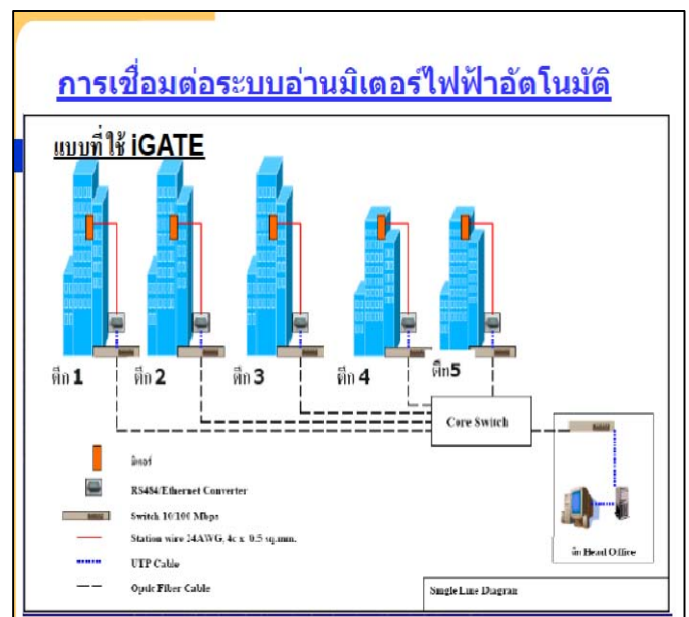 การเชื่อมต่อระบบอ่านมิเตอร์ไฟฟ้าอัตโนมัติ
แบบที่ใช้ iGATE
ตึก 1
ตึก 2
ตึก 3
ตึก 4
ตึก5
Core Switch
มิเตอร์
RS484/Ethernet Converter
Switch 10/100 Mbps
Station wire 24AWG, 4c x 0.5 sq.mm.
UTP Cable
Optic Fiber Cable
ตึก Head Office
Single Line Diagram